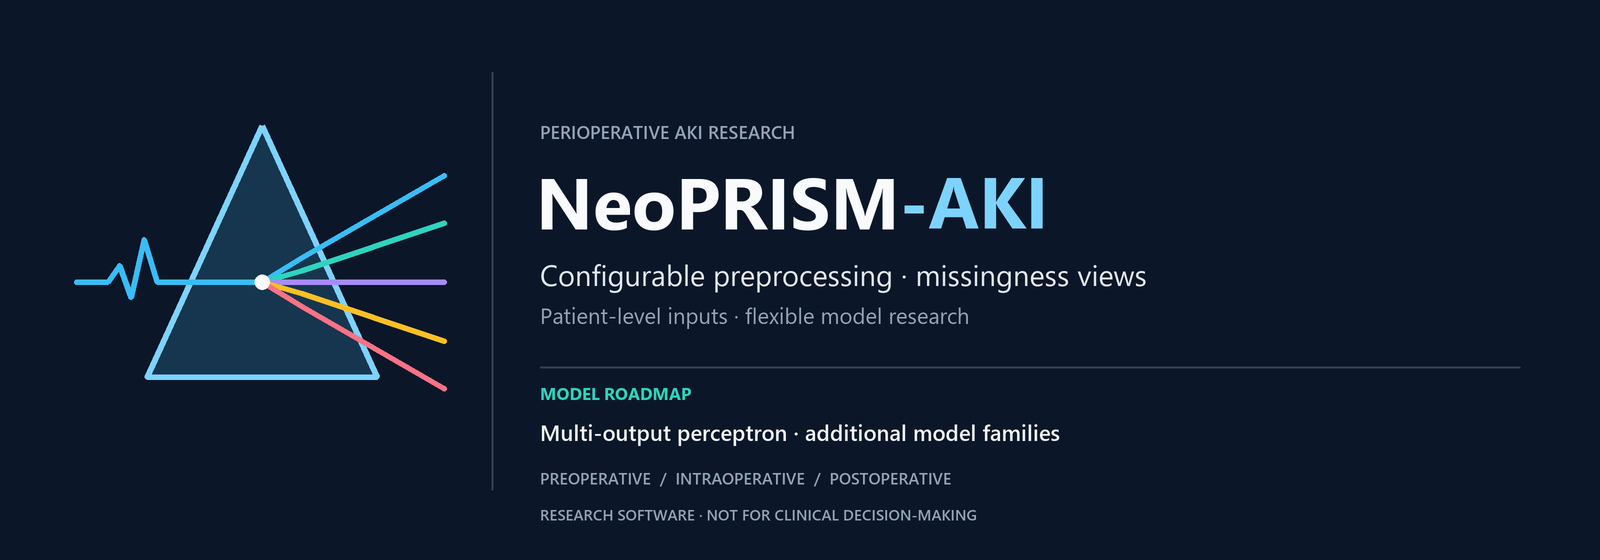 PERIOPERATIVE AKI RESEARCH
NeoPRISM-AKI
Configurable preprocessing · missingness views
Patient-level inputs · flexible model research
MODEL ROADMAP
Multi-output perceptron · additional model families
PREOPERATIVE / INTRAOPERATIVE / POSTOPERATIVE
RESEARCH SOFTWARE · NOT FOR CLINICAL DECISION-MAKING